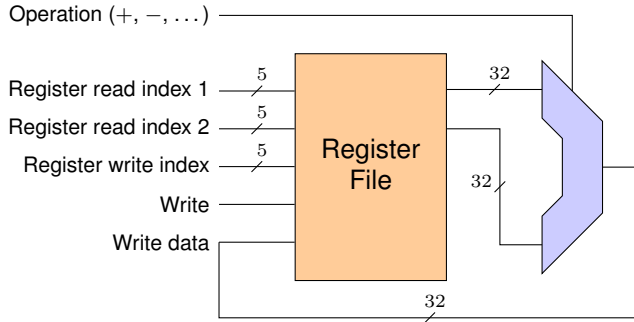 Operation (+, −, . . . )
32
5
Register read index 1
5
Register read index 2
5
Register write index
Register
File
32
Write
Write data
32